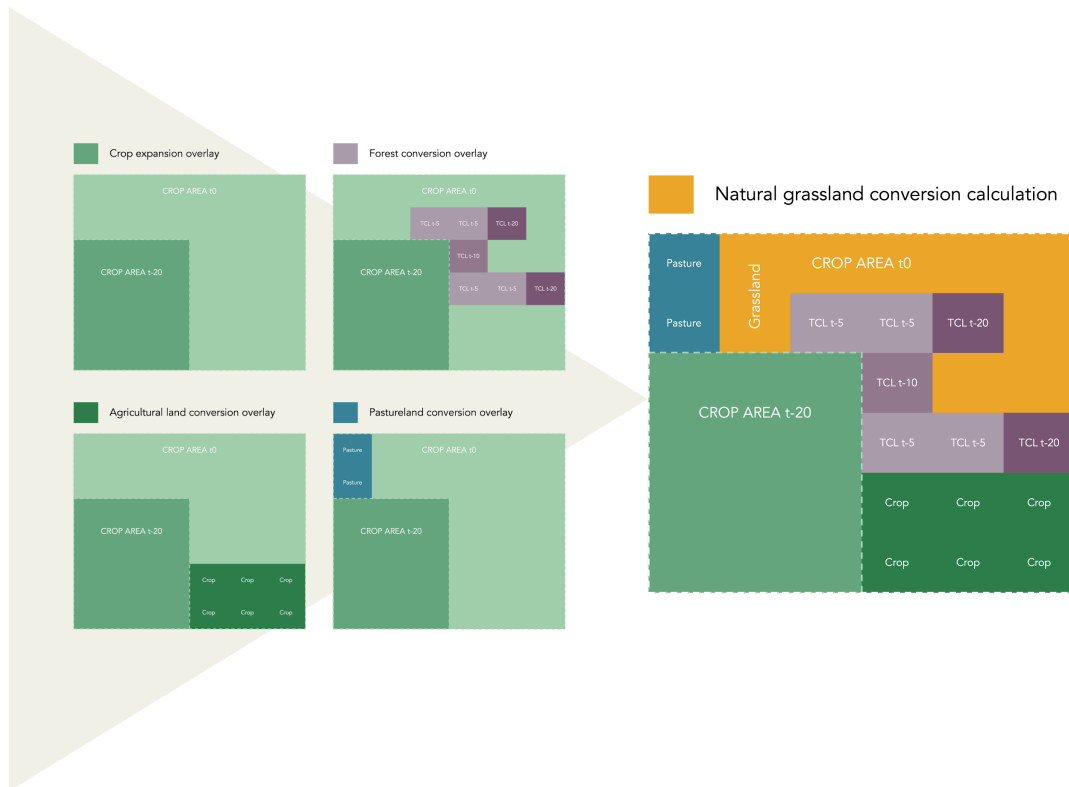 Crop expansion overlay
CROP AREA t0
CROP AREA t-20
Forest conversion overlay
CROP AREA t0
TCL t-5 TCL t-5 TCL t-20
CROP AREA t-20
TCL t-10
TCL t-5 TCL t-5 TCL t-20
Agricultural land conversion overlay
CROP AREA t0
CROP AREA t-20
Crop Crop Crop
Crop Crop Crop
Pastureland conversion overlay
Pasture
CROP AREA t0
Pasture
CROP AREA t-20
Natural grassland conversion calculation
Pasture
CROP AREA t0
Grassland
Pasture
TCL t-5 TCL t-5 TCL t-20
TCL t-10
CROP AREA t-20
TCL t-5 TCL t-5 TCL t-20
Crop Crop Crop
Crop Crop Crop